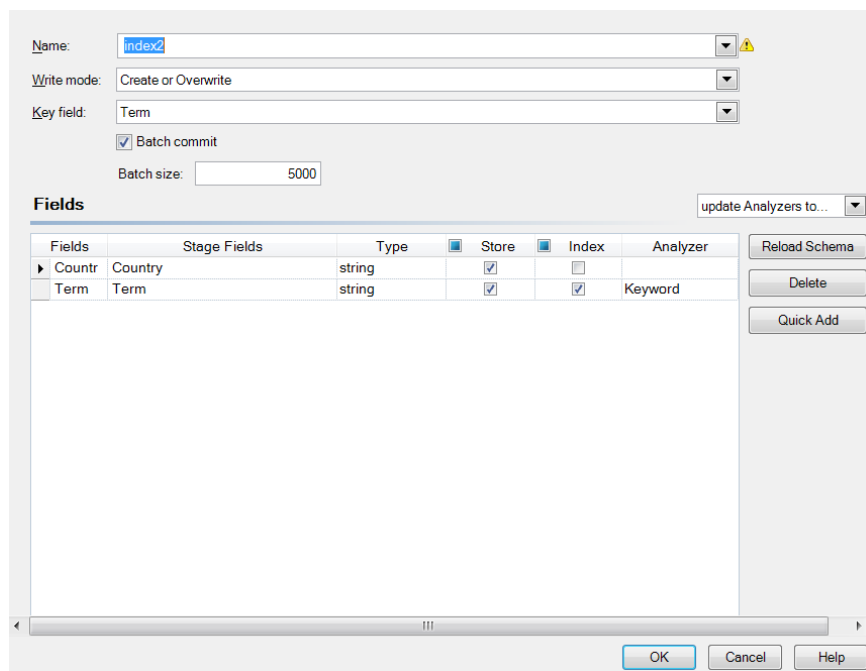 Name: index2
Write mode: Create or Overwrite
Key field: Term
Batch commit
Batch size: 5000
Fields update Analyzers to...
Fields Stage Fields Type Store Index Analyzer
Countr Country string
Term Term string Keyword
Reload Schema
Delete
Quick Add
OK Cancel Help